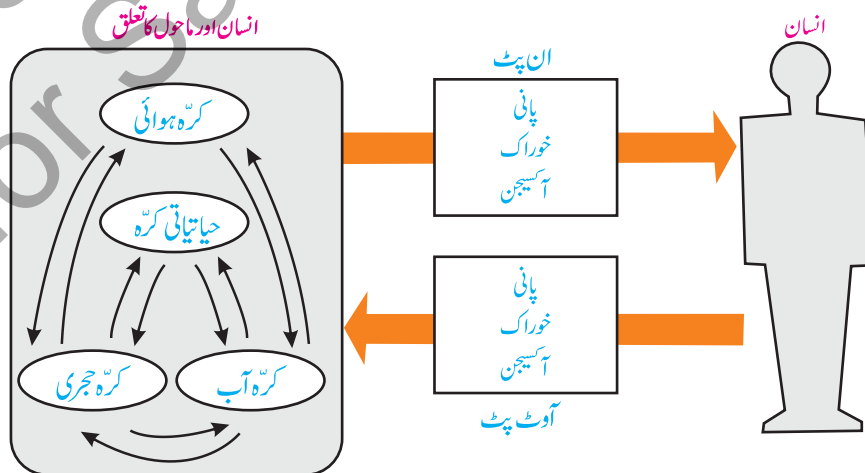 انسان اور ماحول کا تعلق
انسان
کرّہ ہوائی
حیاتیاتی کرّہ
کرّہ حجری
کرّہ آب
ان پٹ
پانی
خوراک
آکسیجن
پانی
خوراک
آکسیجن
آوٹ پٹ